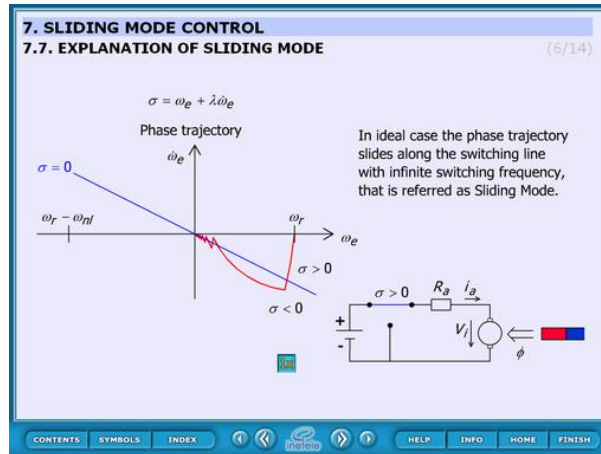 7. SLIDING MODE CONTROL
7.7. EXPLANATION OF SLIDING MODE
(6/14)
σ = ωe + λω̇e
Phase trajectory
ω̇e
σ = 0
In ideal case the phase trajectory
slides along the switching line
with infinite switching frequency,
that is referred as Sliding Mode.
ωr − ωnl
ωr
ωe
σ > 0
σ < 0
σ > 0
Ra
ia
+
-
Vi
ϕ
CONTENTS
SYMBOLS
INDEX
inetele
HELP
INFO
HOME
FINISH